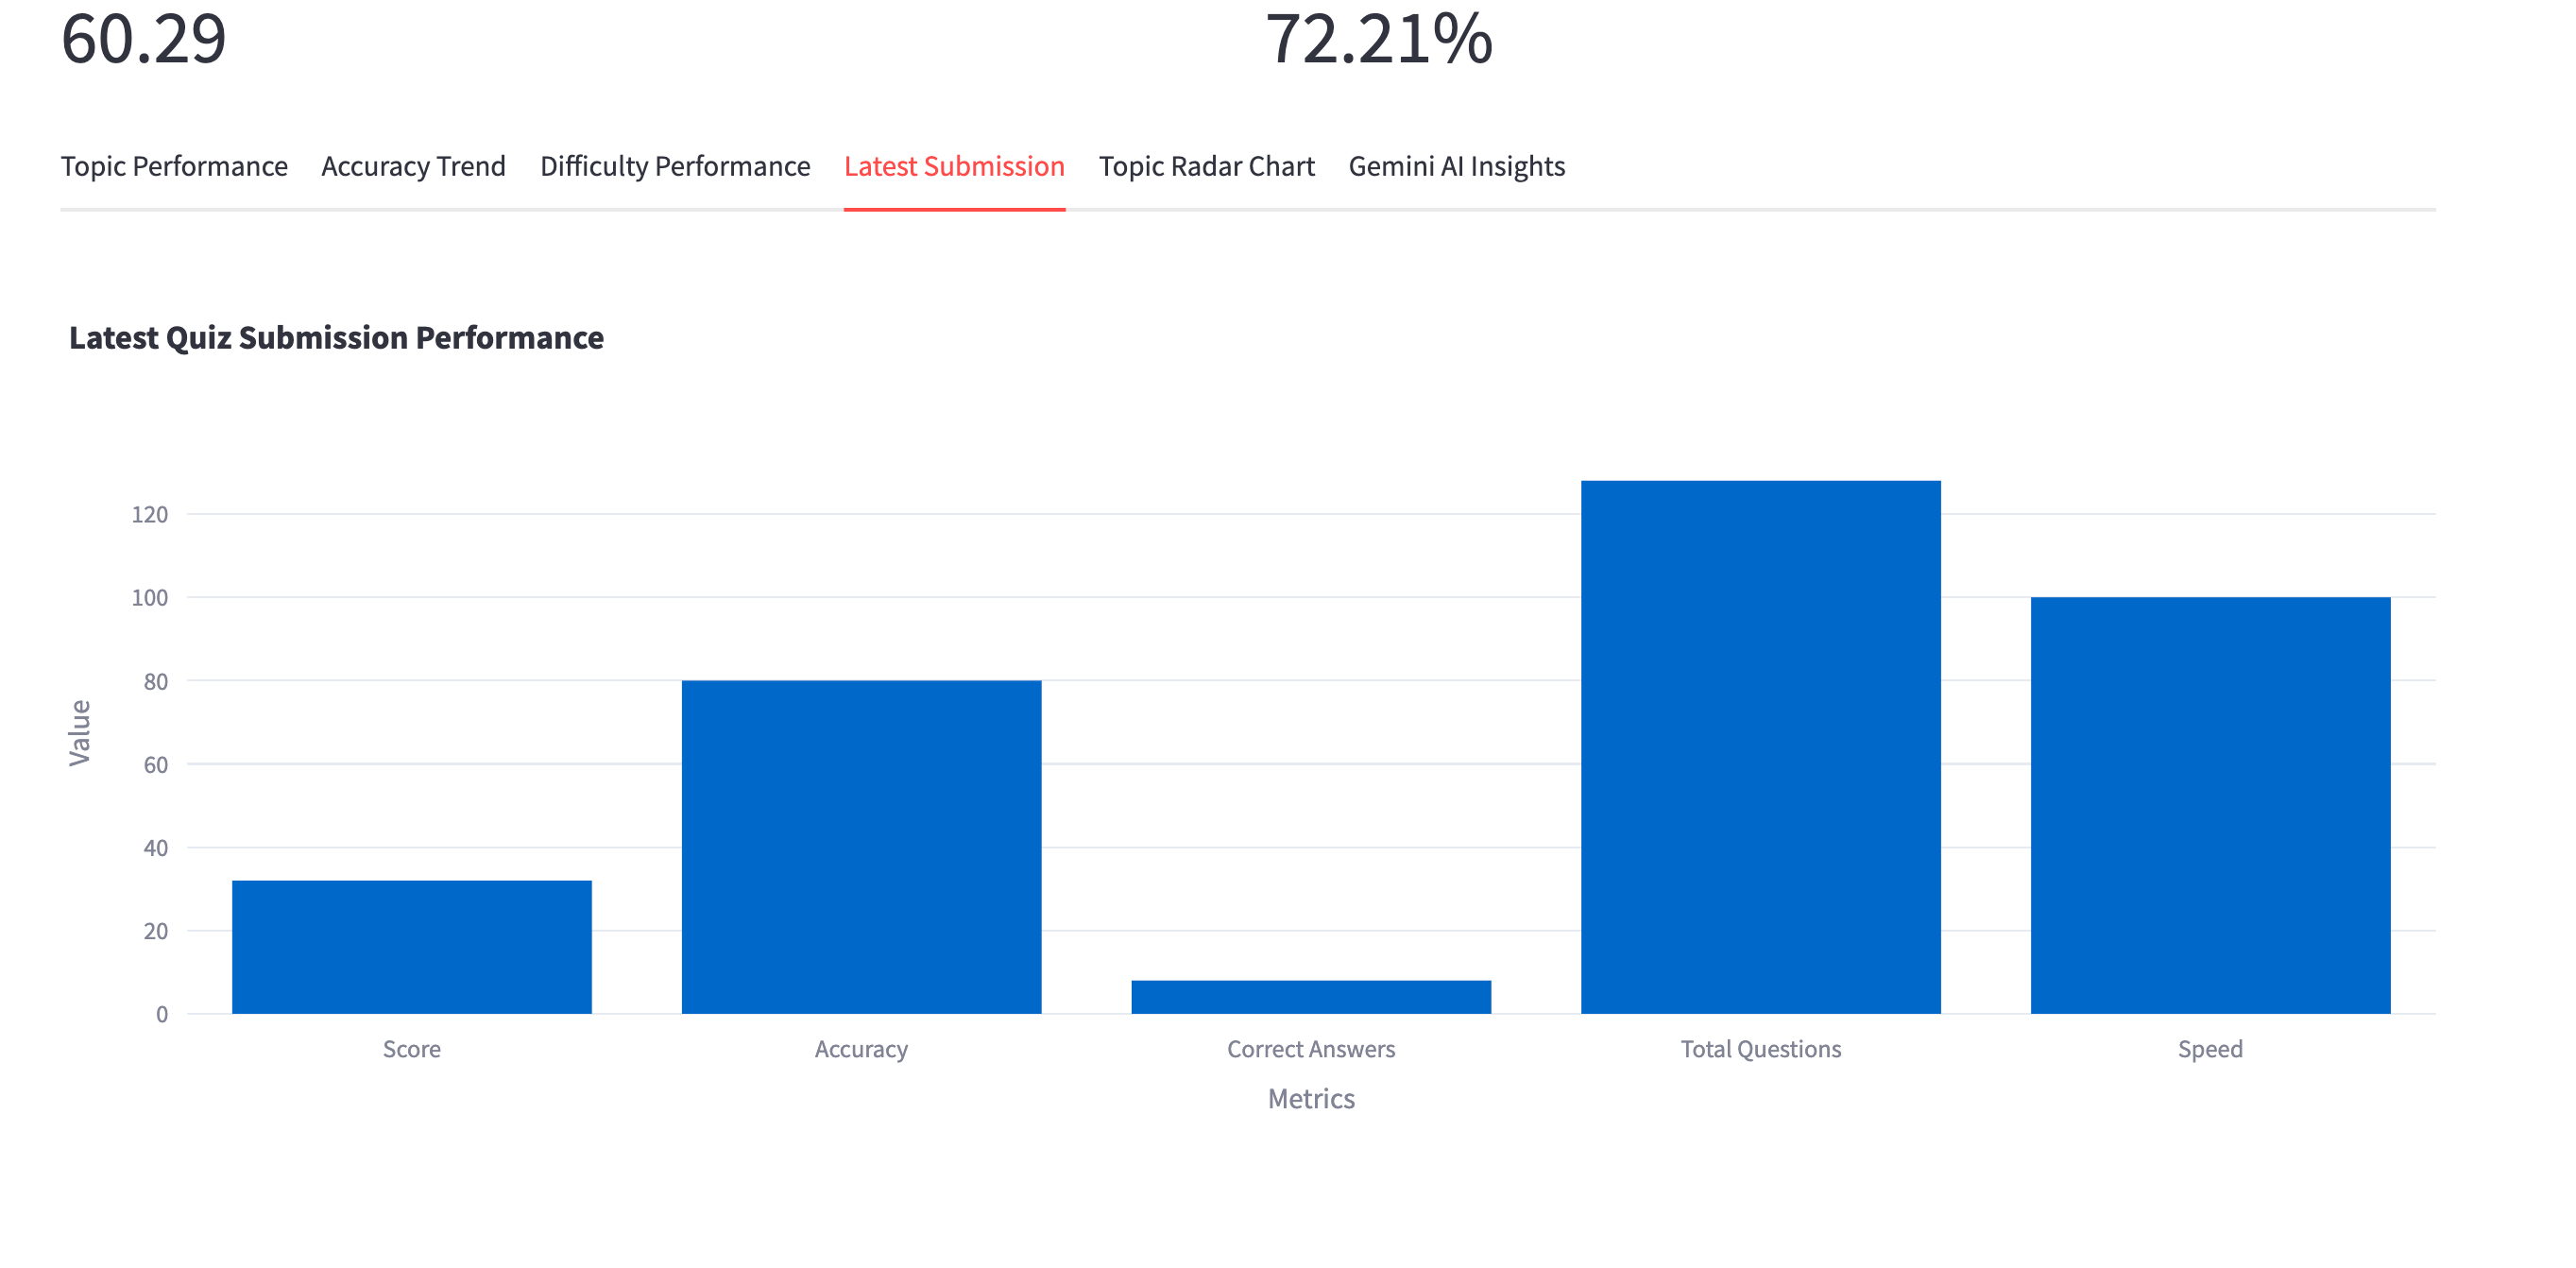 60.29 72.21%
Topic Performance Accuracy Trend Difficulty Performance Latest Submission Topic Radar Chart Gemini AI Insights
Latest Quiz Submission Performance
120
100
80
60
40
20
0
Value
Score Accuracy Correct Answers Total Questions Speed
Metrics